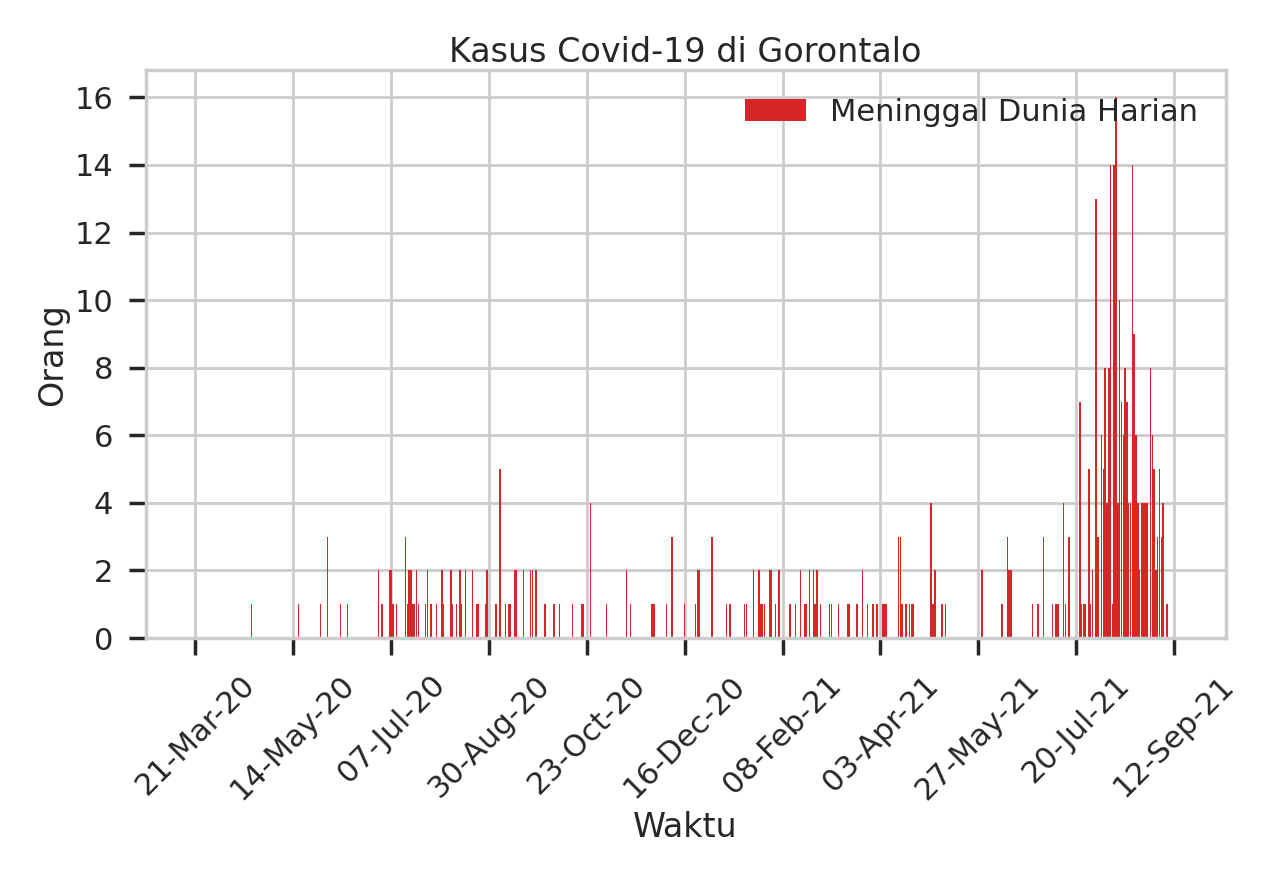 Kasus Covid-19 di Gorontalo
Meninggal Dunia Harian
Orang
16
14
12
10
8
6
4
2
0
21-Mar-20
14-May-20
07-Jul-20
30-Aug-20
23-Oct-20
16-Dec-20
08-Feb-21
03-Apr-21
27-May-21
20-Jul-21
12-Sep-21
Waktu